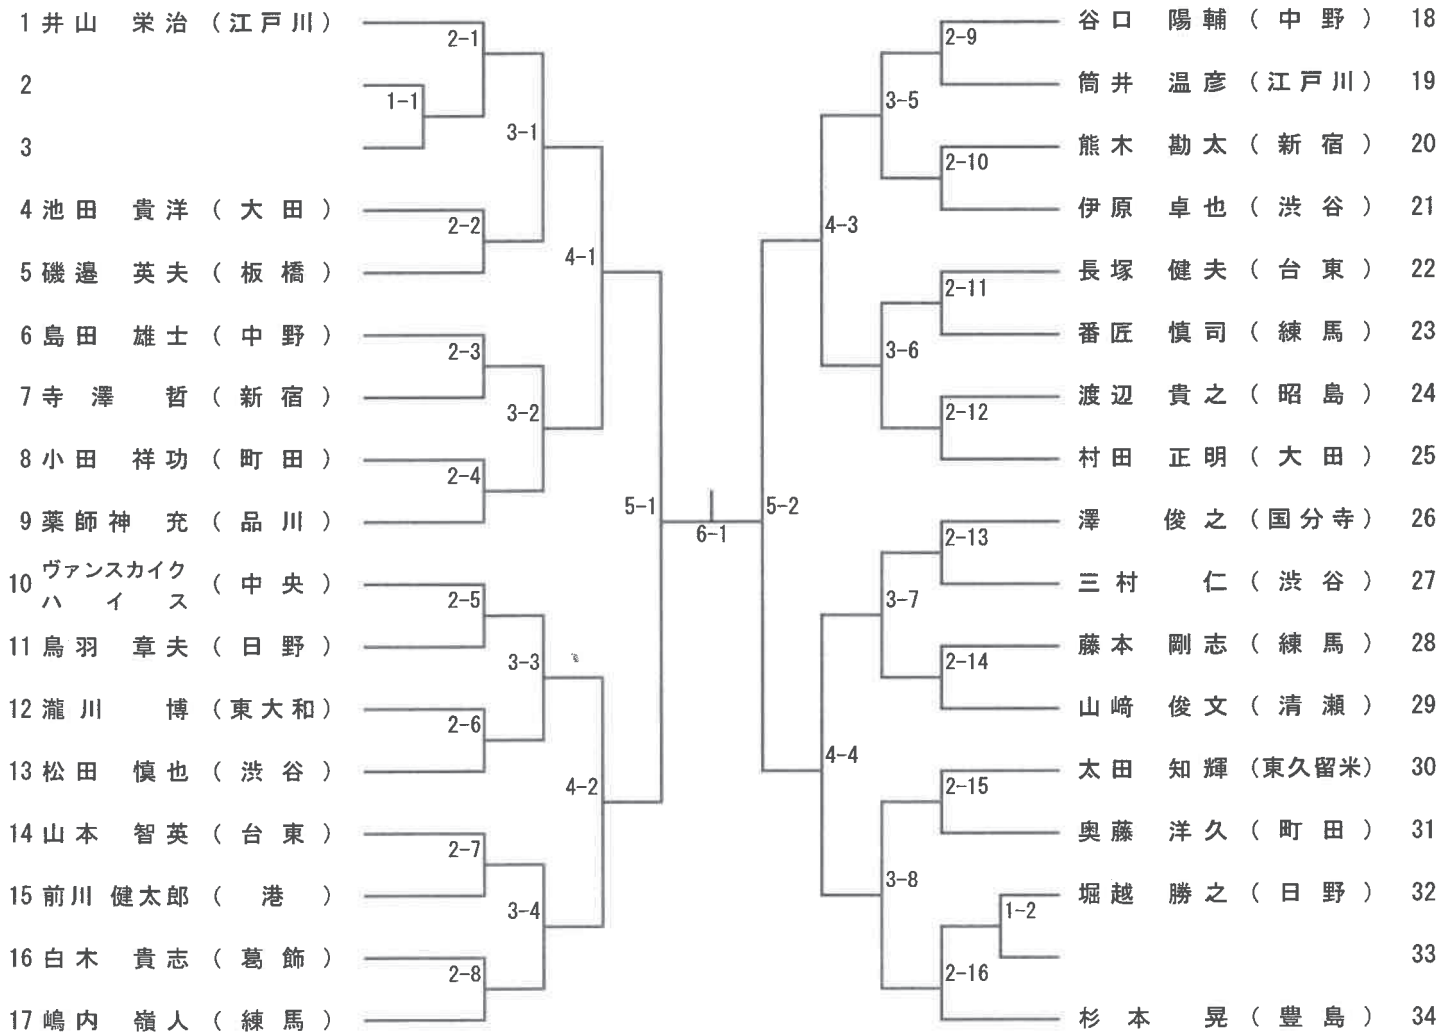 1 井山 栄治 (江戸川)
2
3
4 池田 貴洋 (大田)
5 磯邉 英夫 (板橋)
6 島田 雄士 (中野)
7 寺澤 哲 (新宿)
8 小田 祥功 (町田)
9 薬師神 充 (品川)
10 ヴァンスカイク ハイス (中央)
11 鳥羽 章夫 (日野)
12 瀧川 博 (東大和)
13 松田 慎也 (渋谷)
14 山本 智英 (台東)
15 前川 健太郎 (港)
16 白木 貴志 (葛飾)
17 嶋内 嶺人 (練馬)
2-1
1-1
3-1
2-2
4-1
2-3
3-2
2-4
5-1
2-5
3-3
2-6
4-2
2-7
3-4
2-8
6-1
5-2
2-9
3-5
2-10
4-3
2-11
3-6
2-12
2-13
3-7
2-14
4-4
2-15
3-8
1-2
2-16
谷口 陽輔 (中野) 18
筒井 温彦 (江戸川) 19
熊木 勘太 (新宿) 20
伊原 卓也 (渋谷) 21
長塚 健夫 (台東) 22
番匠 慎司 (練馬) 23
渡辺 貴之 (昭島) 24
村田 正明 (大田) 25
澤 俊之 (国分寺) 26
三村 仁 (渋谷) 27
藤本 剛志 (練馬) 28
山﨑 俊文 (清瀬) 29
太田 知輝 (東久留米) 30
奥藤 洋久 (町田) 31
堀越 勝之 (日野) 32
33
杉本 晃 (豊島) 34